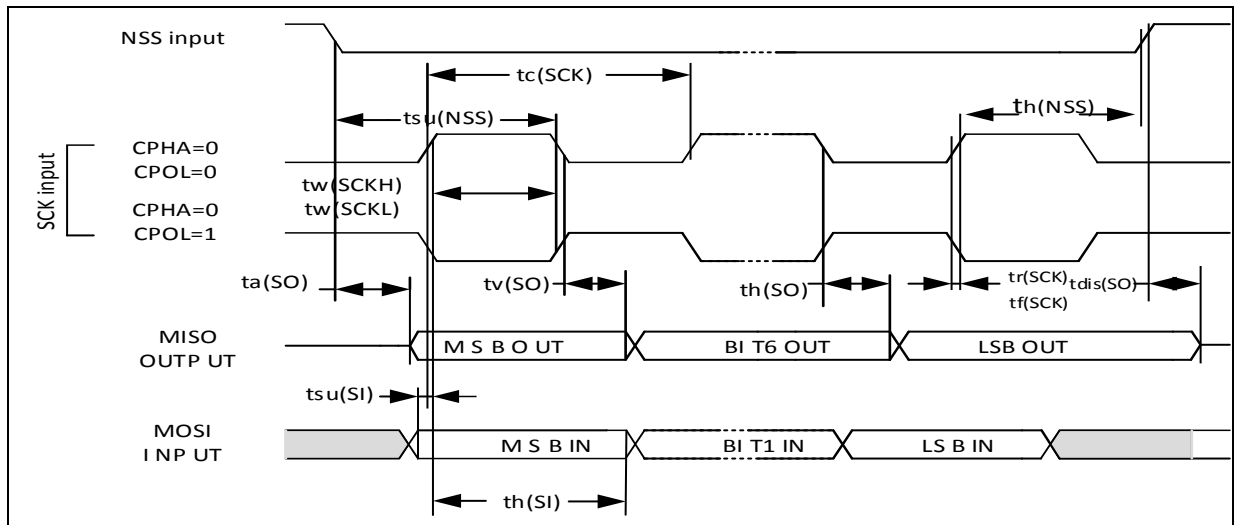 NSS input
tc(SCK)
tsu(NSS)
th(NSS)
SCK input
CPHA=0
CPOL=0
CPHA=0
CPOL=1
tw(SCKH)
tw(SCKL)
ta(SO)
tv(SO)
th(SO)
tr(SCK)
tf(SCK)
tdis(SO)
MISO
OUTP UT
M S B O UT
BI T6 OUT
LSB OUT
tsu(SI)
MOSI
I NP UT
M S B IN
BI T1 IN
LS B IN
th(SI)